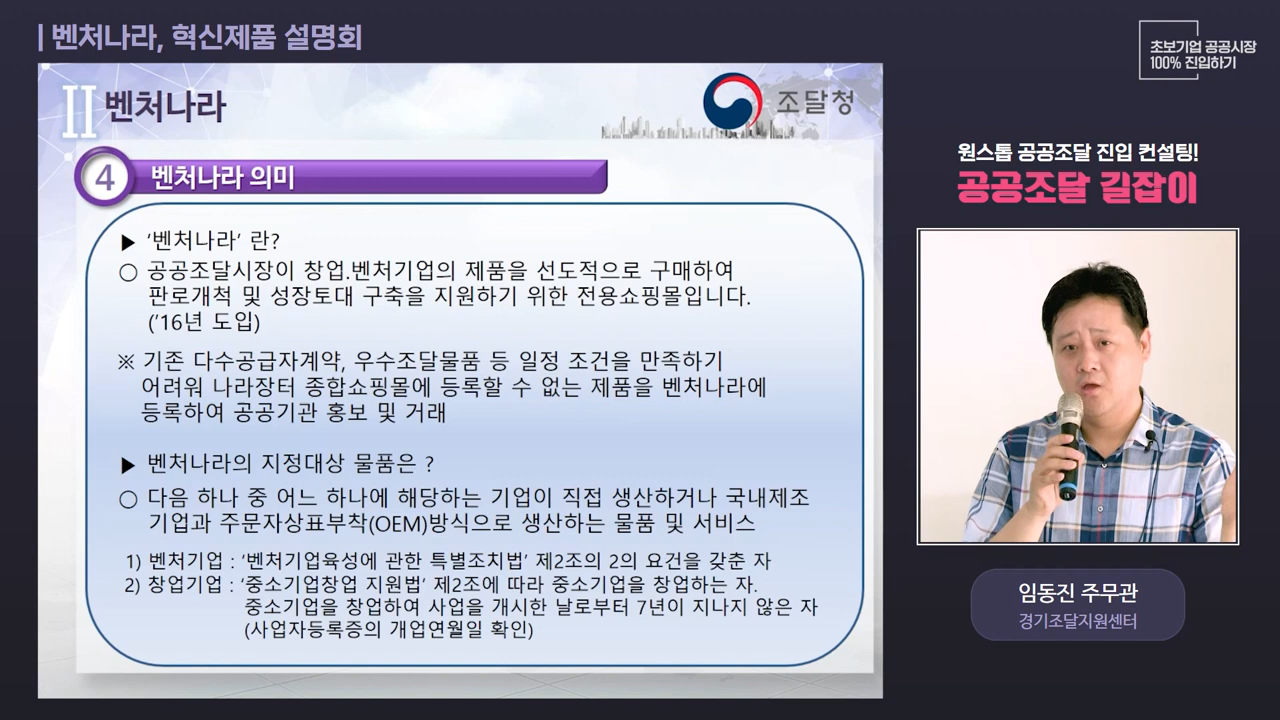 | 벤처나라, 혁신제품 설명회
초보기업 공공시장
100% 진입하기
II 벤처나라
조달청
4 벤처나라 의미
▶ ‘벤처나라’ 란?
○ 공공조달시장이 창업.벤처기업의 제품을 선도적으로 구매하여
판로개척 및 성장토대 구축을 지원하기 위한 전용쇼핑몰입니다.
(’16년 도입)
※ 기존 다수공급자계약, 우수조달물품 등 일정 조건을 만족하기
어려워 나라장터 종합쇼핑몰에 등록할 수 없는 제품을 벤처나라에
등록하여 공공기관 홍보 및 거래
▶ 벤처나라의 지정대상 물품은 ?
○ 다음 하나 중 어느 하나에 해당하는 기업이 직접 생산하거나 국내제조
기업과 주문자상표부착(OEM)방식으로 생산하는 물품 및 서비스
1) 벤처기업 : ‘벤처기업육성에 관한 특별조치법’ 제2조의 2의 요건을 갖춘 자
2) 창업기업 : ‘중소기업창업 지원법’ 제2조에 따라 중소기업을 창업하는 자.
중소기업을 창업하여 사업을 개시한 날로부터 7년이 지나지 않은 자
(사업자등록증의 개업연월일 확인)
원스톱 공공조달 진입 컨설팅!
공공조달 길잡이
임동진 주무관
경기조달지원센터